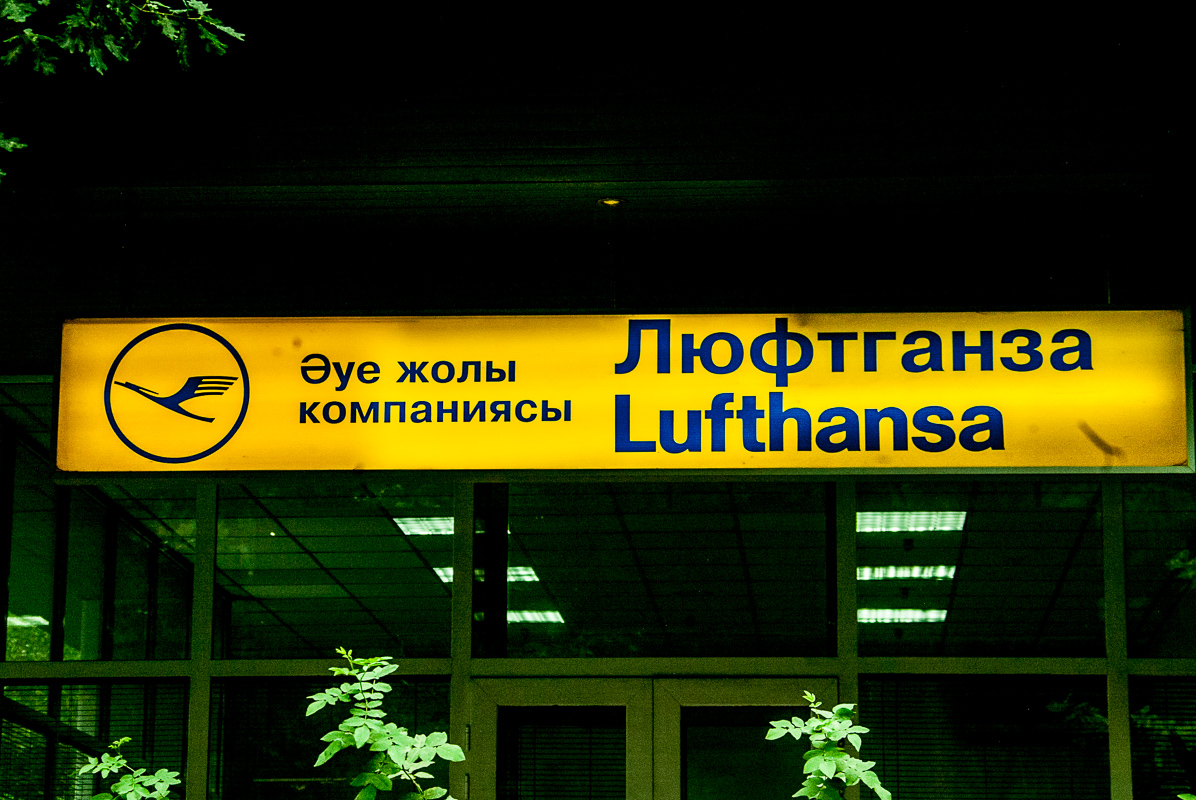 Әуе жолы
компаниясы
Люфтганза
Lufthansa